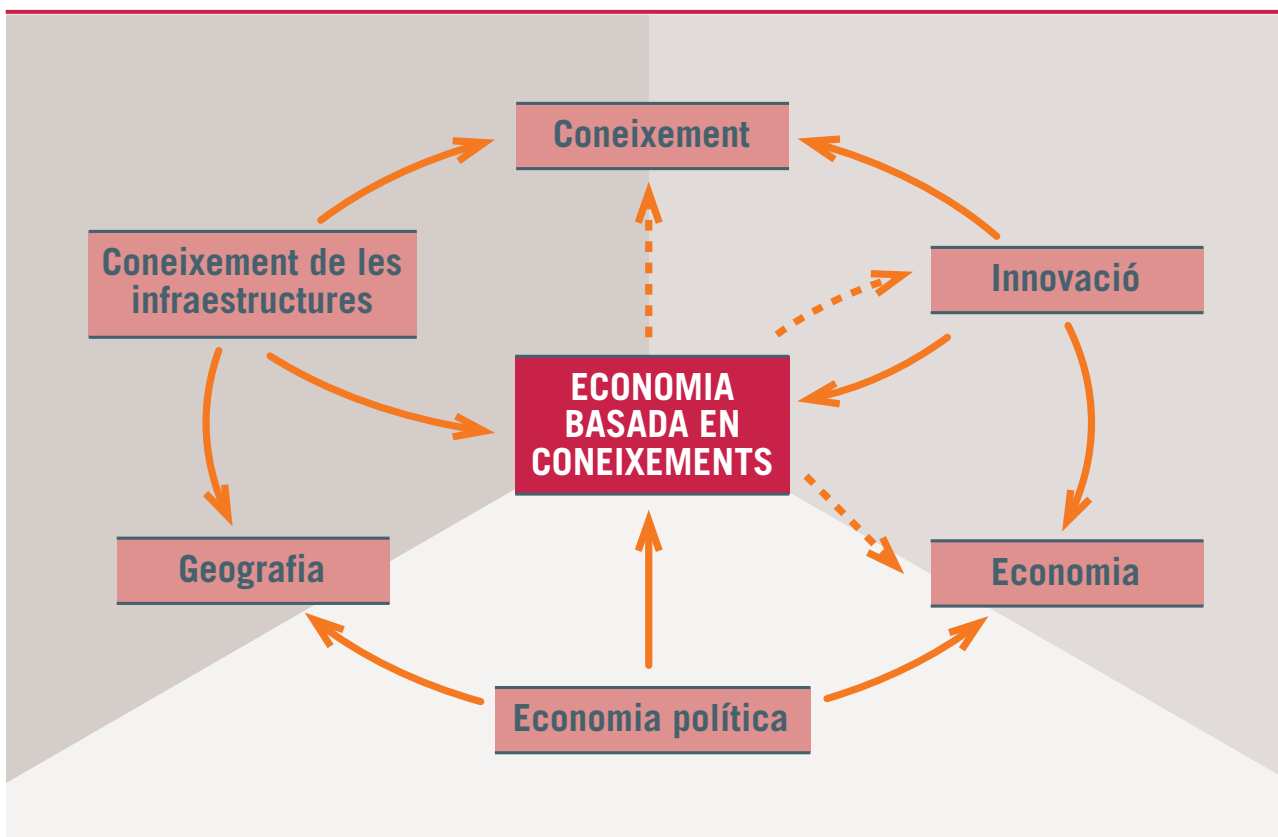 Coneixement
Coneixement de les
infraestructures
Innovació
ECONOMIA
BASADA EN
CONEIXEMENTS
Geografia
Economia
Economia política